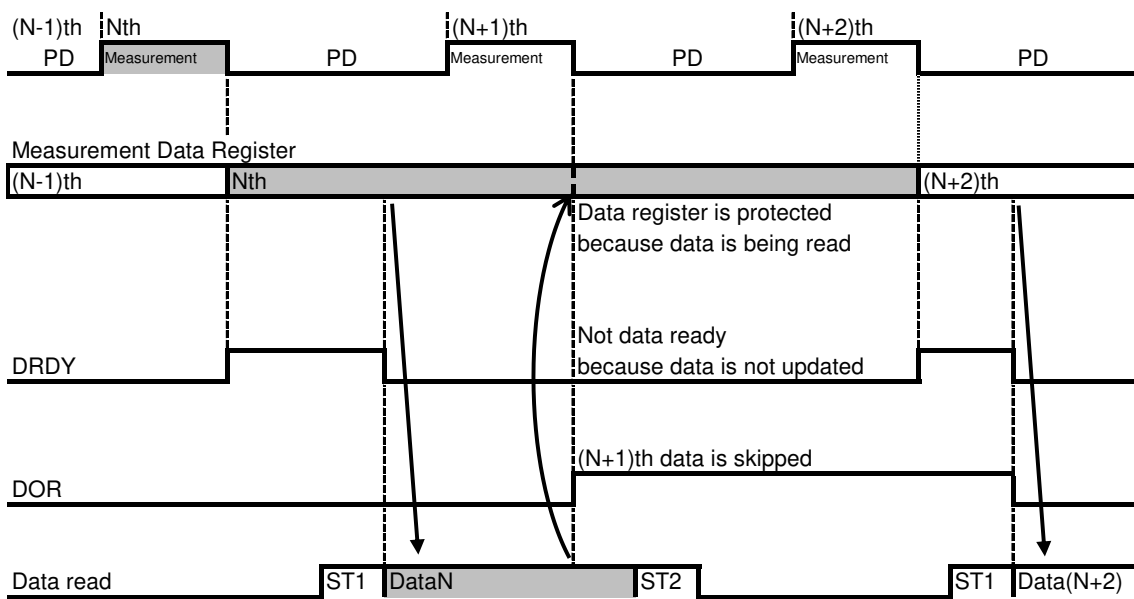 (N-1)th Nth (N+1)th (N+2)th
PD Measurement PD Measurement PD Measurement PD
Measurement Data Register
(N-1)th Nth (N+2)th
Data register is protected
because data is being read
Not data ready
DRDY because data is not updated
(N+1)th data is skipped
DOR
Data read ST1 DataN ST2 ST1 Data(N+2)